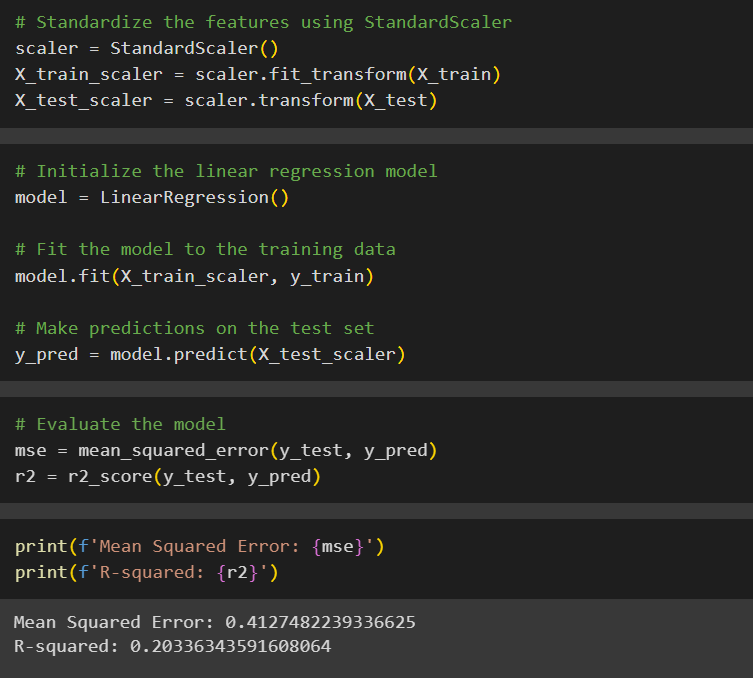 # Standardize the features using StandardScaler
scaler = StandardScaler()
X_train_scaler = scaler.fit_transform(X_train)
X_test_scaler = scaler.transform(X_test)
# Initialize the linear regression model
model = LinearRegression()
# Fit the model to the training data
model.fit(X_train_scaler, y_train)
# Make predictions on the test set
y_pred = model.predict(X_test_scaler)
# Evaluate the model
mse = mean_squared_error(y_test, y_pred)
r2 = r2_score(y_test, y_pred)
print(f'Mean Squared Error: {mse}')
print(f'R-squared: {r2}')
Mean Squared Error: 0.4127482239336625
R-squared: 0.20336343591608064